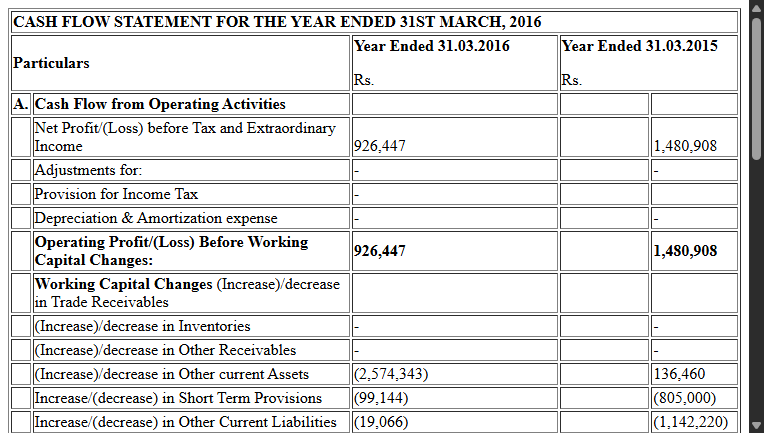 CASH FLOW STATEMENT FOR THE YEAR ENDED 31ST MARCH, 2016
Particulars
Year Ended 31.03.2016
Rs.
Year Ended 31.03.2015
Rs.
A. Cash Flow from Operating Activities
Net Profit/(Loss) before Tax and Extraordinary
Income 926,447 1,480,908
Adjustments for: - -
Provision for Income Tax -
Depreciation & Amortization expense - -
Operating Profit/(Loss) Before Working
Capital Changes: 926,447 1,480,908
Working Capital Changes (Increase)/decrease
in Trade Receivables
(Increase)/decrease in Inventories - -
(Increase)/decrease in Other Receivables - -
(Increase)/decrease in Other current Assets (2,574,343) 136,460
Increase/(decrease) in Short Term Provisions (99,144) (805,000)
Increase/(decrease) in Other Current Liabilities (19,066) (1,142,220)